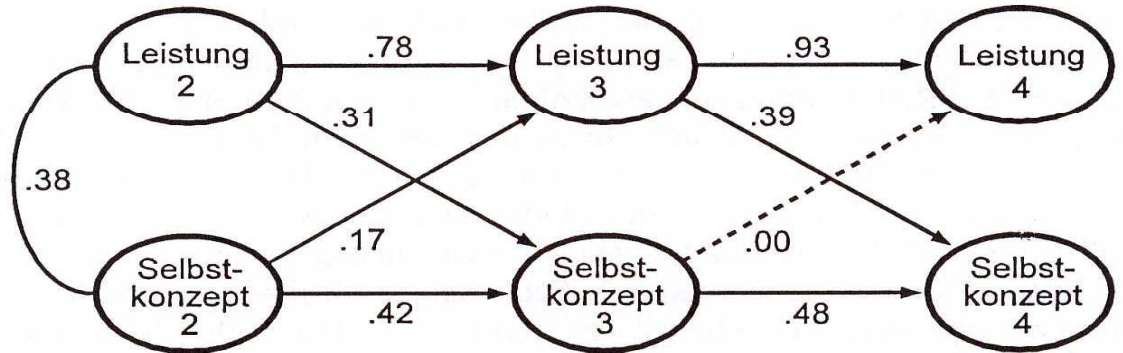 Leistung
2
.78
Leistung
3
.93
Leistung
4
.31
.39
.38
.17
.00
Selbst-
konzept
2
.42
Selbst-
konzept
3
.48
Selbst-
konzept
4